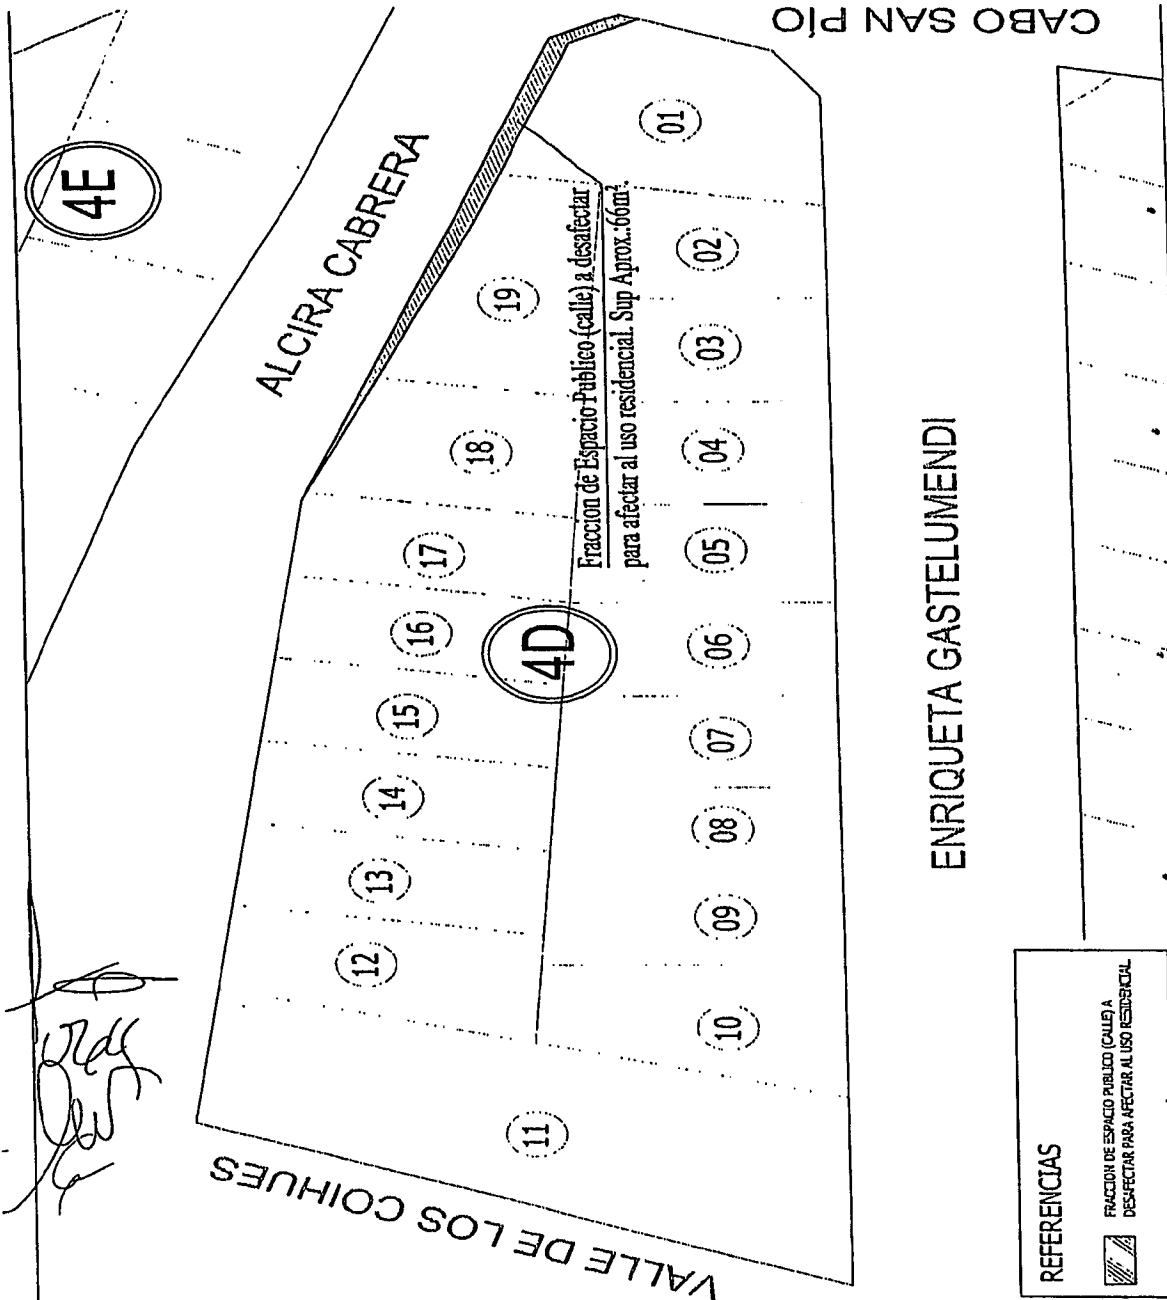 CABO SAN PÍO
4E
ALCIRA CABRERA
01
02
03
04
05
06
07
08
09
10
11
12
13
14
15
16
17
18
19
Fraccion de Espacio Publico (calle) a desafectar
para afectar al uso residencial. Sup Aprox.:66m².
4D
ENRIQUETA GASTELUMENDI
VALLE DE LOS COIHUES
REFERENCIAS
FRACCION DE ESPACIO PUBLICO (CALLE) A
DESAFECTAR PARA AFECTAR AL USO RESIDENCIAL